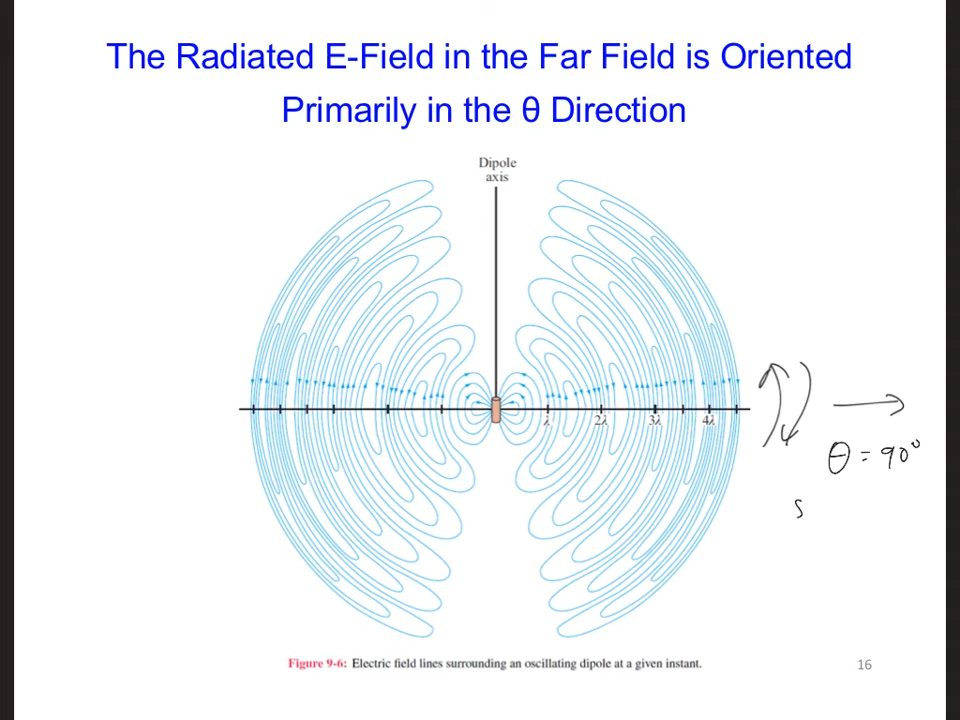 The Radiated E-Field in the Far Field is Oriented
Primarily in the θ Direction
Dipole
axis
λ 2λ 3λ 4λ
θ = 90°
S
Figure 9-6: Electric field lines surrounding an oscillating dipole at a given instant.
16